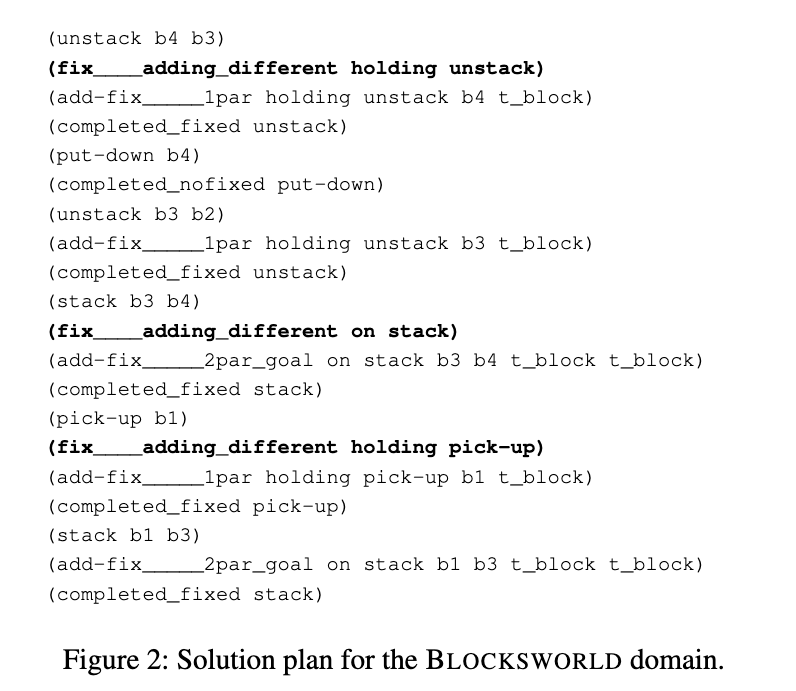 (unstack b4 b3)
(fix____adding_different holding unstack)
(add-fix_____1par holding unstack b4 t_block)
(completed_fixed unstack)
(put-down b4)
(completed_nofixed put-down)
(unstack b3 b2)
(add-fix_____1par holding unstack b3 t_block)
(completed_fixed unstack)
(stack b3 b4)
(fix____adding_different on stack)
(add-fix_____2par_goal on stack b3 b4 t_block t_block)
(completed_fixed stack)
(pick-up b1)
(fix____adding_different holding pick-up)
(add-fix_____1par holding pick-up b1 t_block)
(completed_fixed pick-up)
(stack b1 b3)
(add-fix_____2par_goal on stack b1 b3 t_block t_block)
(completed_fixed stack)
Figure 2: Solution plan for the BLOCKSWORLD domain.